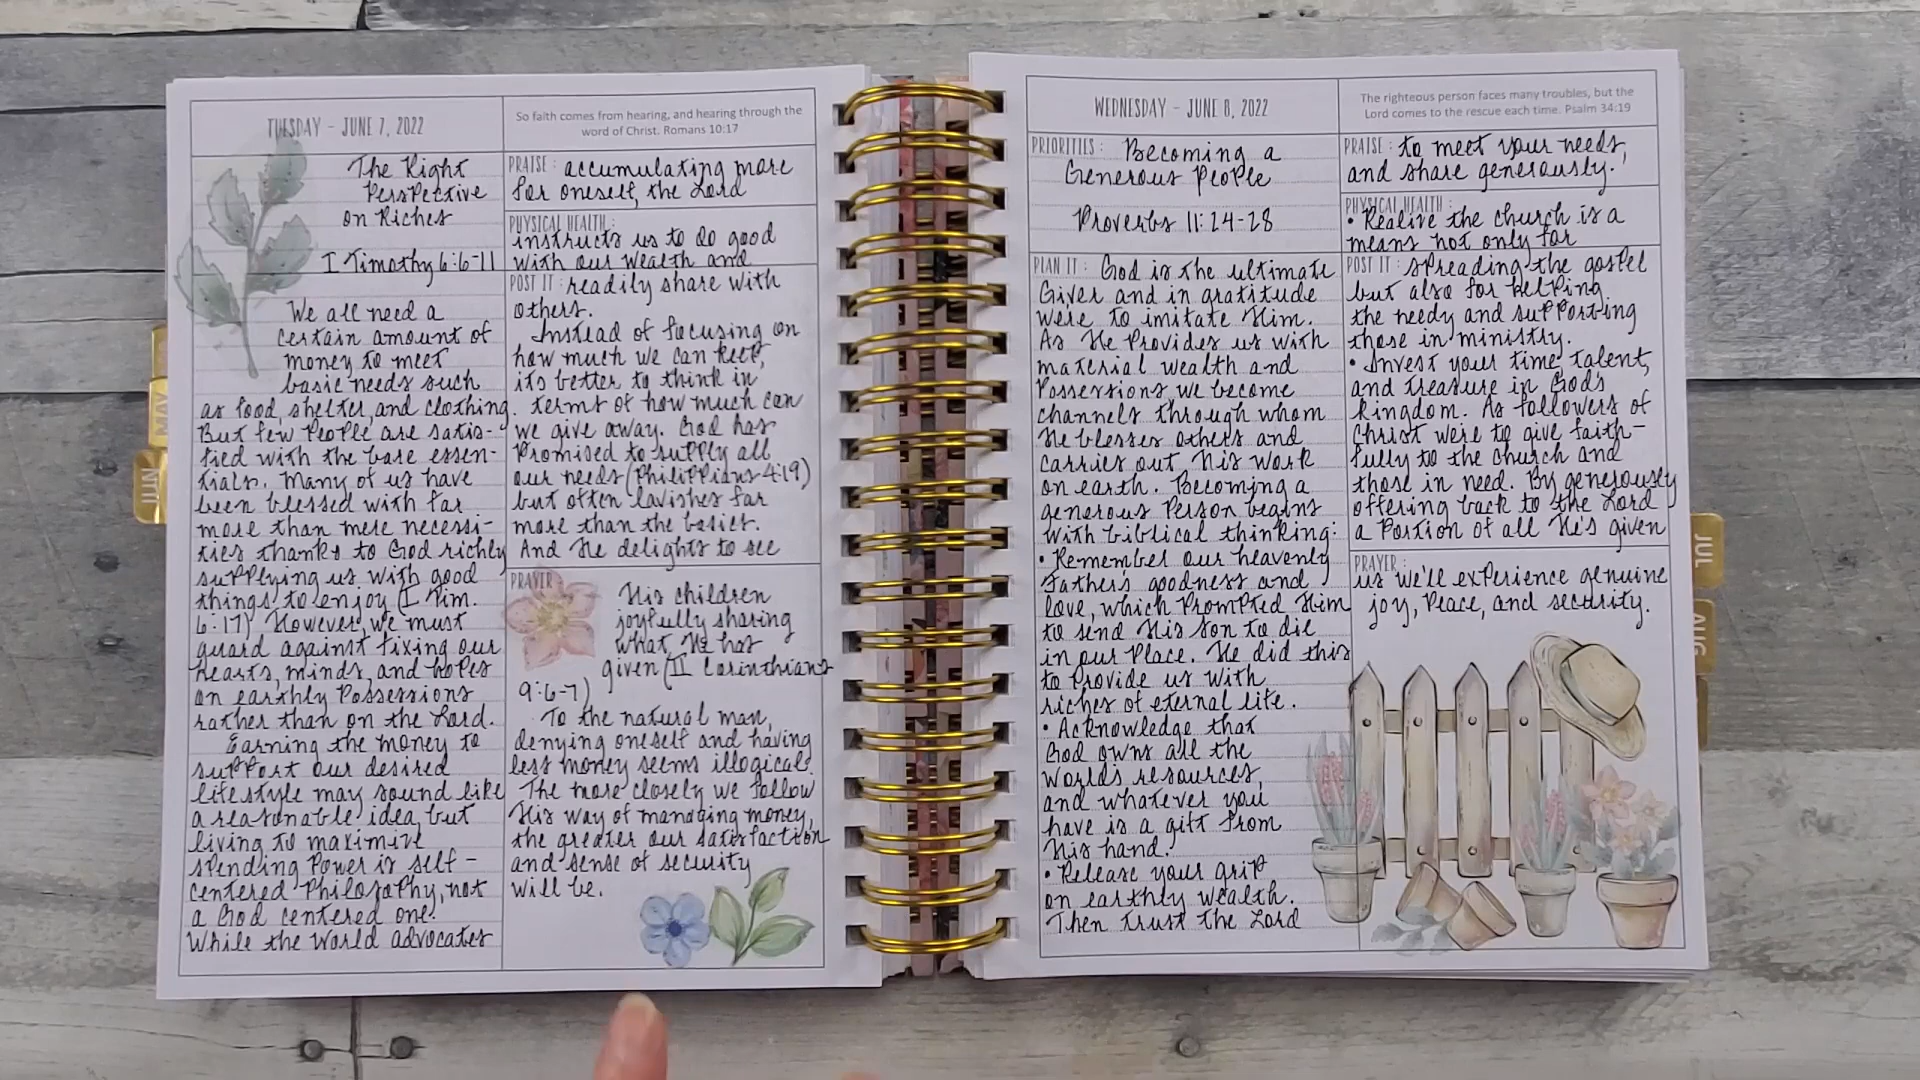 TUESDAY - JUNE 7, 2022
So faith comes from hearing, and hearing through the
word of Christ. Romans 10:17
The Right
Perspective
on Riches
I Timothy 6:6-11
We all need a
certain amount of
money to meet
basic needs such
as food, shelter, and clothing.
But few people are satis-
fied with the bare essen-
tials. Many of us have
been blessed with far
more than mere necessi-
ties thanks to God richly
supplying us with good
things to enjoy (I Tim.
6:17) However, we must
guard against fixing our
hearts, minds, and hopes
on earthly possessions
rather than on the Lord.
Earning the money to
support our desired
lifestyle may sound like
a reasonable idea, but
living to maximize
spending power is self-
centered philosophy, not
a God centered one.
While the world advocates
PRAISE: accumulating more
for oneself, the Lord
PHYSICAL HEALTH:
instructs us to do good
with our wealth and
POST IT: readily share with
others.
Instead of focusing on
how much we can keep,
its better to think in
terms of how much can
we give away. God has
promised to supply all
our needs (Philippians 4:19)
but often lavishes far
more than the basics.
And He delights to see
PRAYER:
His children
joyfully sharing
what He has
given (II Corinthians
9:6-7)
To the natural man,
denying oneself and having
less money seems illogical.
The more closely we follow
His way of managing money,
the greater our satisfaction
and sense of security
will be.
MAY
JUN
WEDNESDAY - JUNE 8, 2022
The righteous person faces many troubles, but the
Lord comes to the rescue each time. Psalm 34:19
PRIORITIES: Becoming a
Generous People
Proverbs 11:24-28
PLAN IT: God is the ultimate
Giver and in gratitude
we're to imitate Him.
As He provides us with
material wealth and
possessions, we become
channels through whom
He blesses others and
carries out His work
on earth. Becoming a
generous person begins
with biblical thinking:
• Remember our heavenly
Father's goodness and
love, which prompted Him
to send His Son to die
in our place. He did this
to provide us with
riches of eternal life.
• Acknowledge that
God owns all the
worlds resources,
and whatever you
have is a gift from
His hand.
• Release your grip
on earthly wealth.
Then trust the Lord
PRAISE: to meet your needs,
and share generously.
PHYSICAL HEALTH:
• Realize the church is a
means not only for
POST IT: spreading the gospel
but also for helping
the needy and supporting
those in ministry.
• Invest your time, talent,
and treasure in God's
kingdom. As followers of
Christ we're to give faith-
fully to the church and
those in need. By generously
offering back to the Lord
a portion of all He's given
PRAYER:
us we'll experience genuine
joy, peace, and security.
JUL
AUG